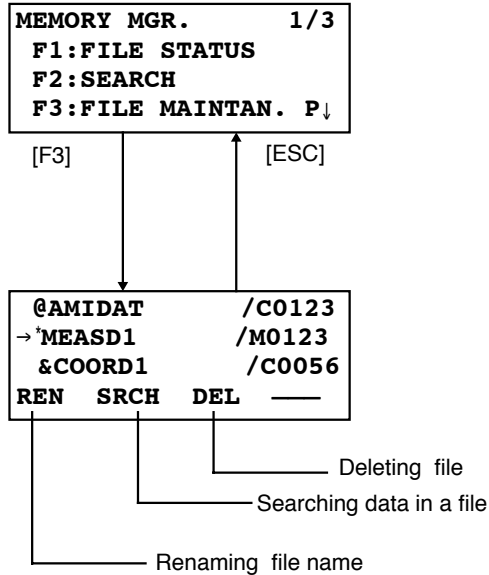 MEMORY MGR. 1/3
F1:FILE STATUS
F2:SEARCH
F3:FILE MAINTAN. P↓
[F3] [ESC]
@AMIDAT /C0123
→*MEASD1 /M0123
&COORD1 /C0056
REN SRCH DEL ———
Deleting file
Searching data in a file
Renaming file name